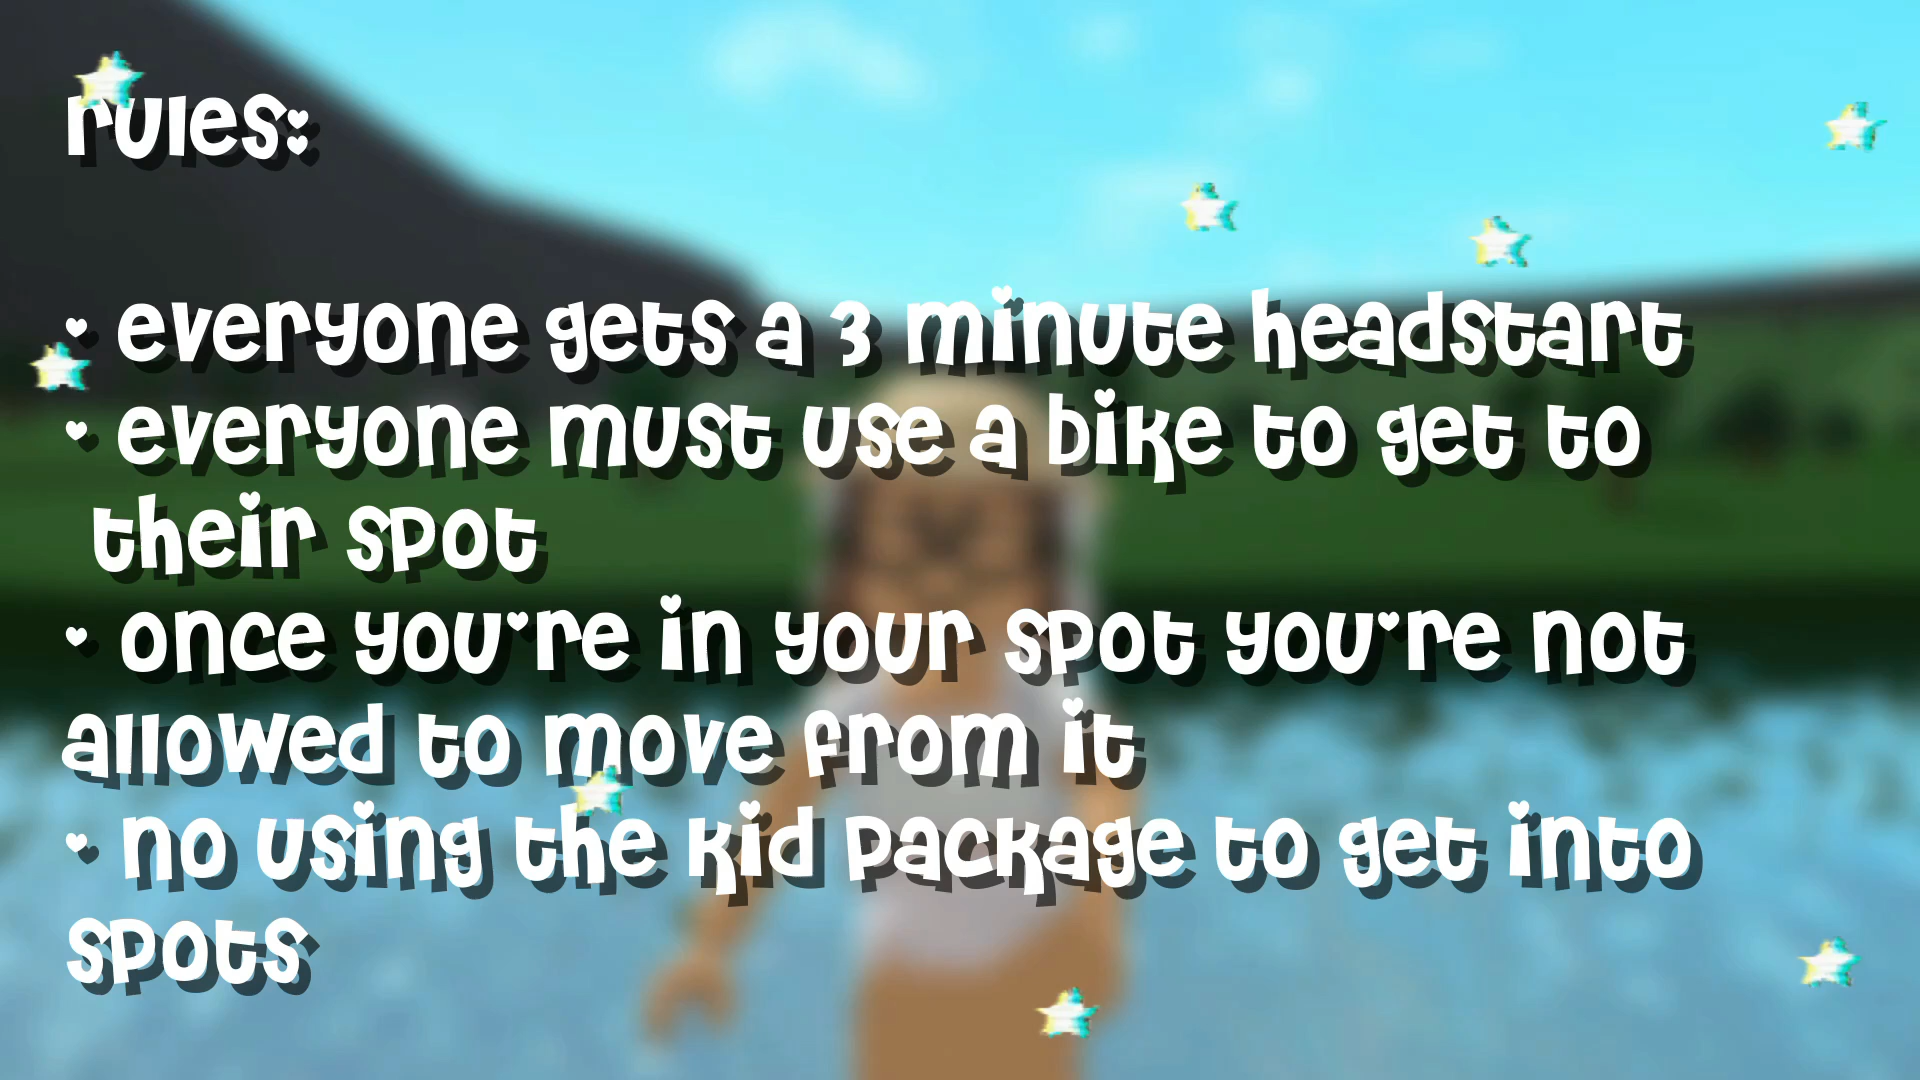 rules:
• everyone gets a 3 minute headstart
• everyone must use a bike to get to
their spot
• once you're in your spot you're not
allowed to move from it
• no using the kid package to get into
spots